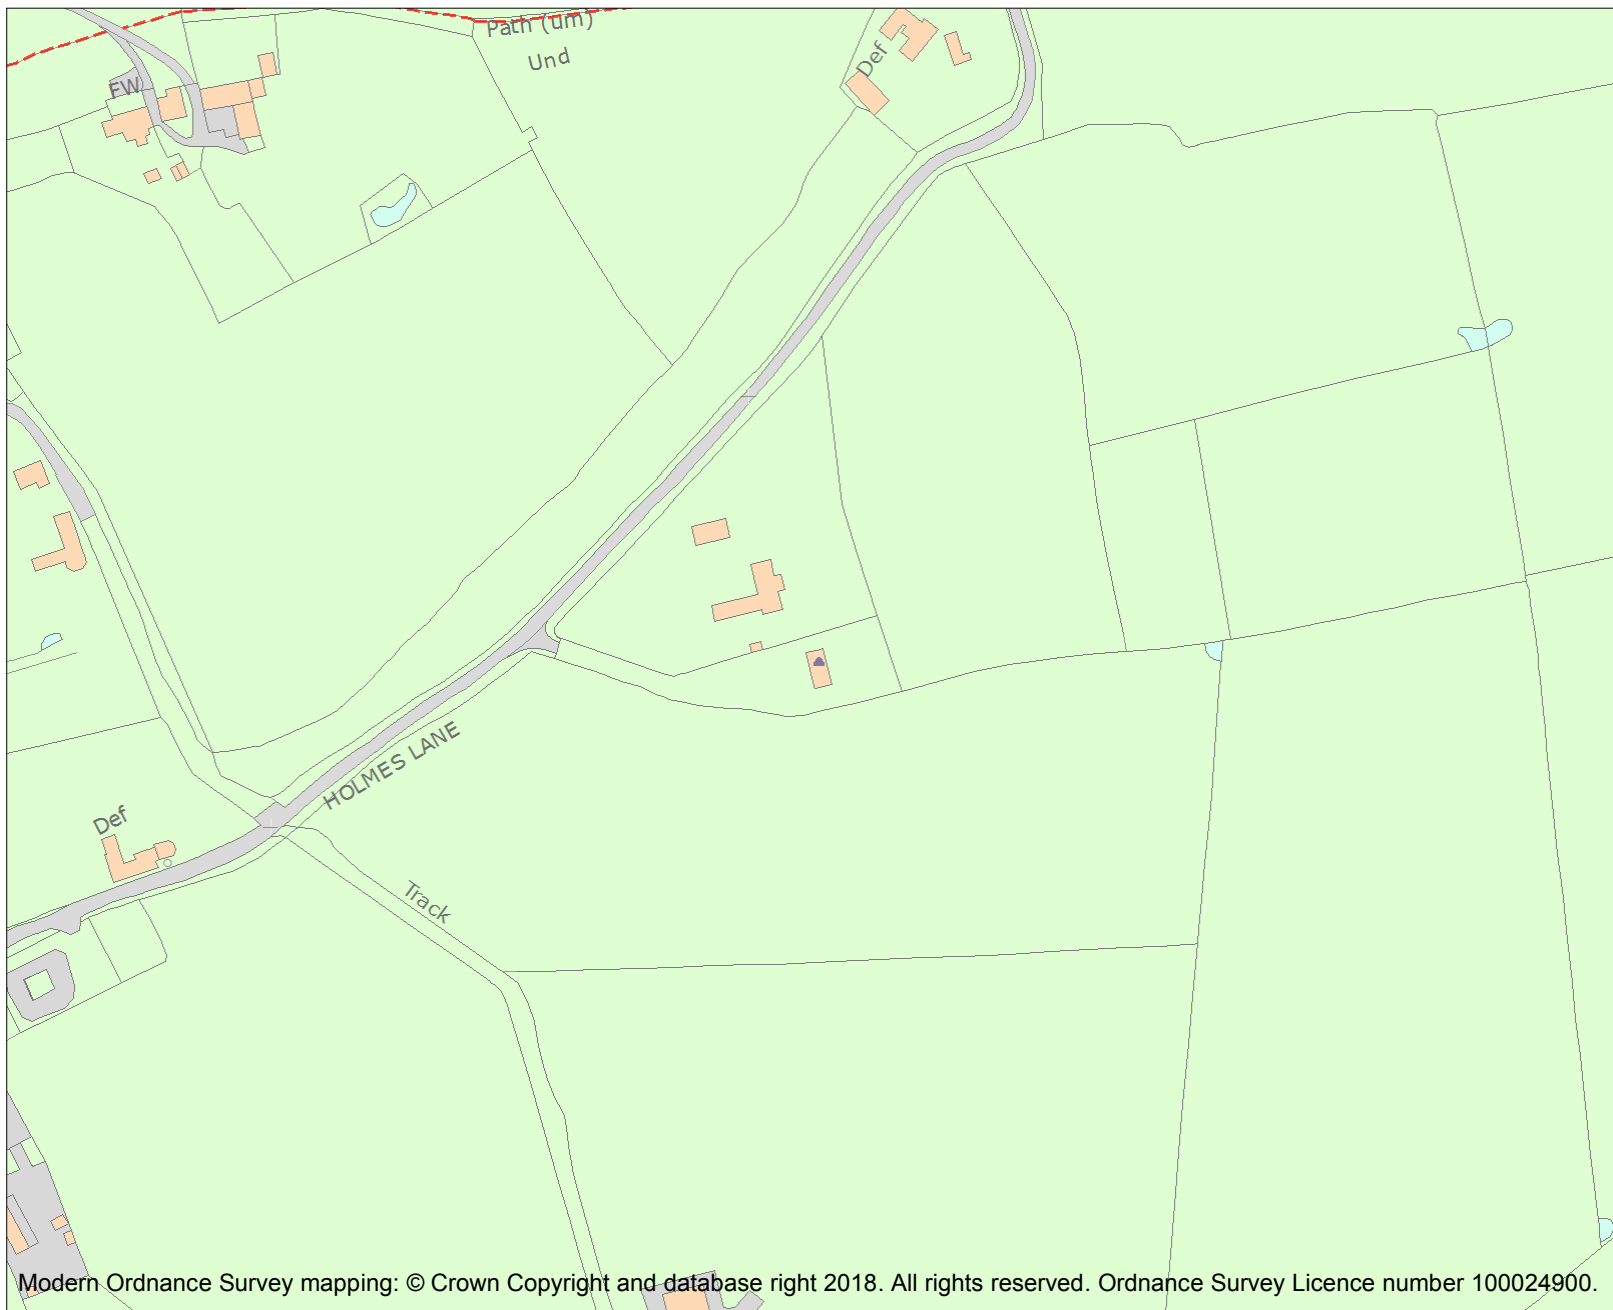 Path (um)
Und
Def
FW
HOLMES LANE
Def
Track
Modern Ordnance Survey mapping: © Crown Copyright and database right 2018. All rights reserved. Ordnance Survey Licence number 100024900.